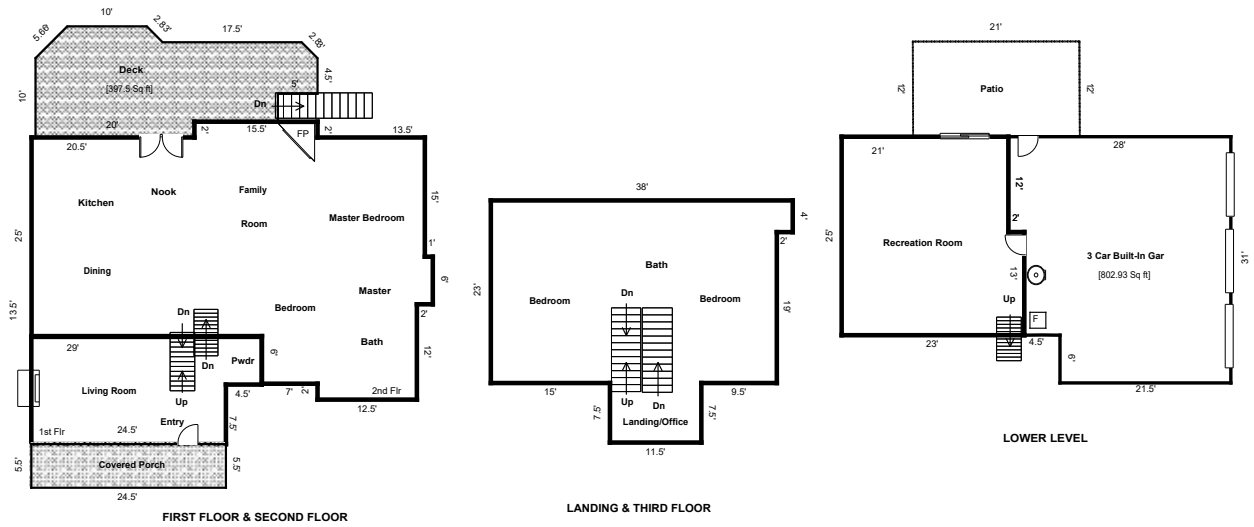 10'
5.66'
2.83'
17.5'
2.83'
Deck
[397.5 Sq ft]
4.5'
5'
Dn
10'
20'
2'
15.5'
FP
2'
13.5'
20.5'
Kitchen
Nook
Family
Room
Master Bedroom
15'
25'
1'
Dining
6'
Master
Bedroom
2'
Dn
13.5'
Bath
12'
29'
Dn
Pwdr
6'
Living Room
4.5'
7'
2'
2nd Flr
Up
12.5'
Entry
7.5'
1st Flr
24.5'
5.5'
Covered Porch
5.5'
24.5'
FIRST FLOOR & SECOND FLOOR
38'
4'
2'
Bath
23'
Bedroom
Dn
Bedroom
19'
15'
9.5'
7.5'
Up
Dn
7.5'
Landing/Office
11.5'
LANDING & THIRD FLOOR
21'
12'
Patio
12'
21'
28'
12'
2'
25'
Recreation Room
3 Car Built-In Gar
[802.93 Sq ft]
31'
13'
Up
F
23'
4.5'
6'
21.5'
LOWER LEVEL